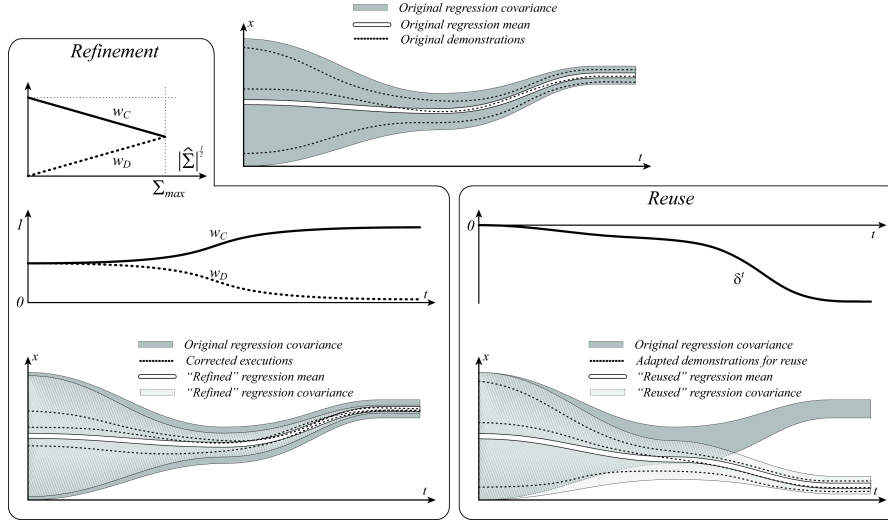 Original regression covariance
Original regression mean
Original demonstrations
x
t
Refinement
w_C
w_D
|Σ̂|^{1/2}
Σ_max
1
w_C
w_D
0
t
Original regression covariance
Corrected executions
"Refined" regression mean
"Refined" regression covariance
x
t
Reuse
0
t
δ^t
Original regression covariance
Adapted demonstrations for reuse
"Reused" regression mean
"Reused" regression covariance
x
t